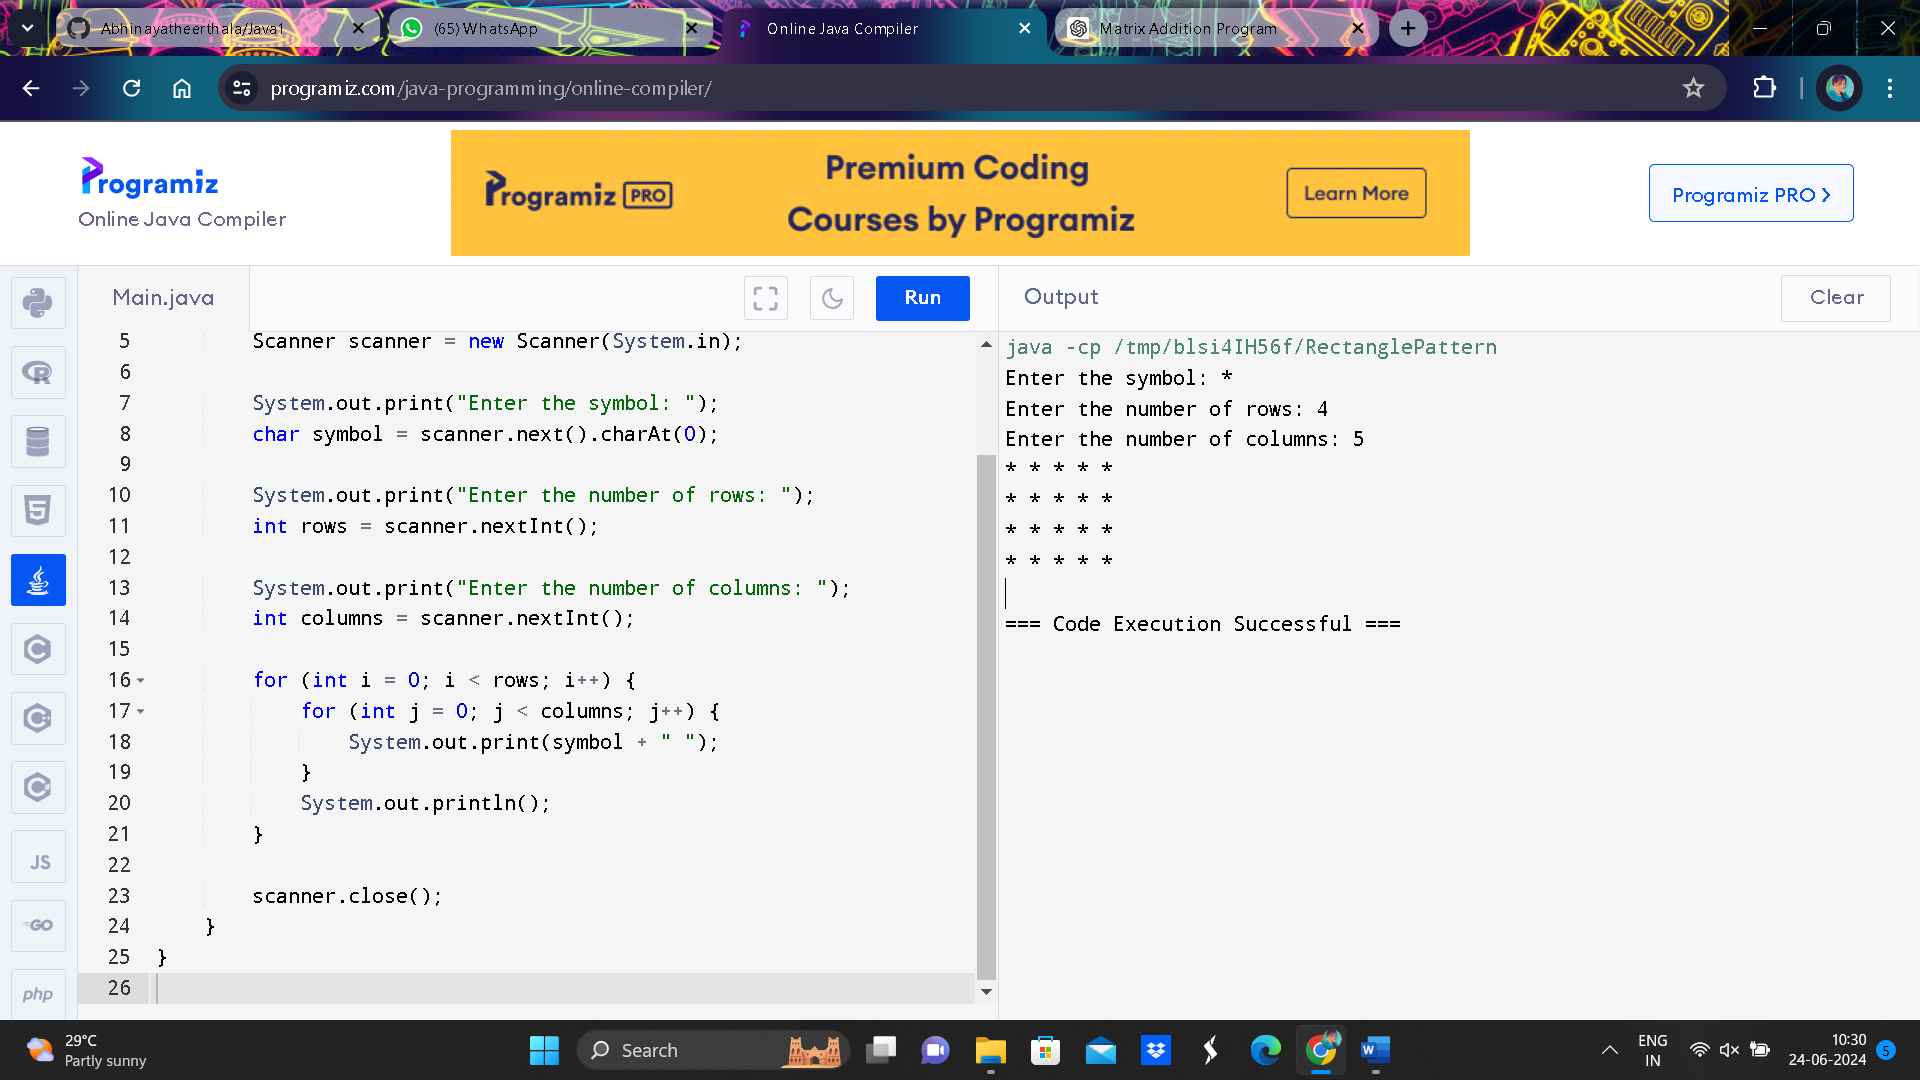 Abhinayatheerthala/Java1
(65) WhatsApp
Online Java Compiler
Matrix Addition Program
programiz.com/java-programming/online-compiler/
Programiz
Online Java Compiler
Programiz PRO
Premium Coding
Courses by Programiz
Learn More
Programiz PRO
Main.java
Run
Output
Clear
5 Scanner scanner = new Scanner(System.in);
6
7 System.out.print("Enter the symbol: ");
8 char symbol = scanner.next().charAt(0);
9
10 System.out.print("Enter the number of rows: ");
11 int rows = scanner.nextInt();
12
13 System.out.print("Enter the number of columns: ");
14 int columns = scanner.nextInt();
15
16 for (int i = 0; i < rows; i++) {
17 for (int j = 0; j < columns; j++) {
18 System.out.print(symbol + " ");
19 }
20 System.out.println();
21 }
22
23 scanner.close();
24 }
25 }
26
java -cp /tmp/blsi4IH56f/RectanglePattern
Enter the symbol: *
Enter the number of rows: 4
Enter the number of columns: 5
* * * * *
* * * * *
* * * * *
* * * * *
=== Code Execution Successful ===
R
5
C
C
C
JS
GO
php
29°C
Partly sunny
Search
W
ENG
IN
10:30
24-06-2024
5